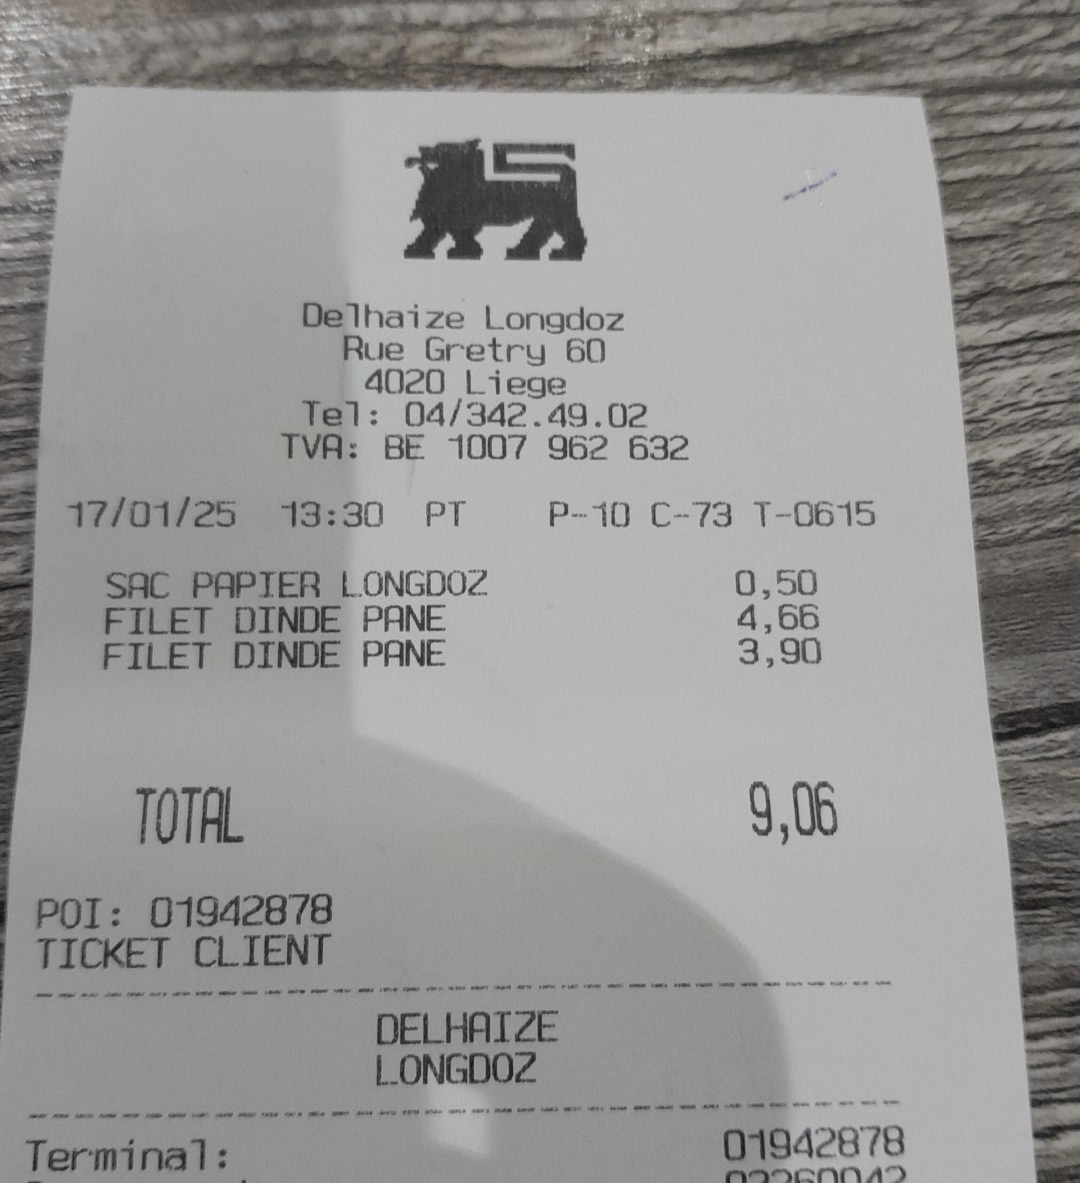 Delhaize Longdoz
Rue Gretry 60
4020 Liege
Tel: 04/342.49.02
TVA: BE 1007 962 632
17/01/25 13:30 PT P-10 C-73 T-0615
SAC PAPIER LONGDOZ 0,50
FILET DINDE PANE 4,66
FILET DINDE PANE 3,90
TOTAL 9,06
POI: 01942878
TICKET CLIENT
DELHAIZE
LONGDOZ
Terminal: 01942878